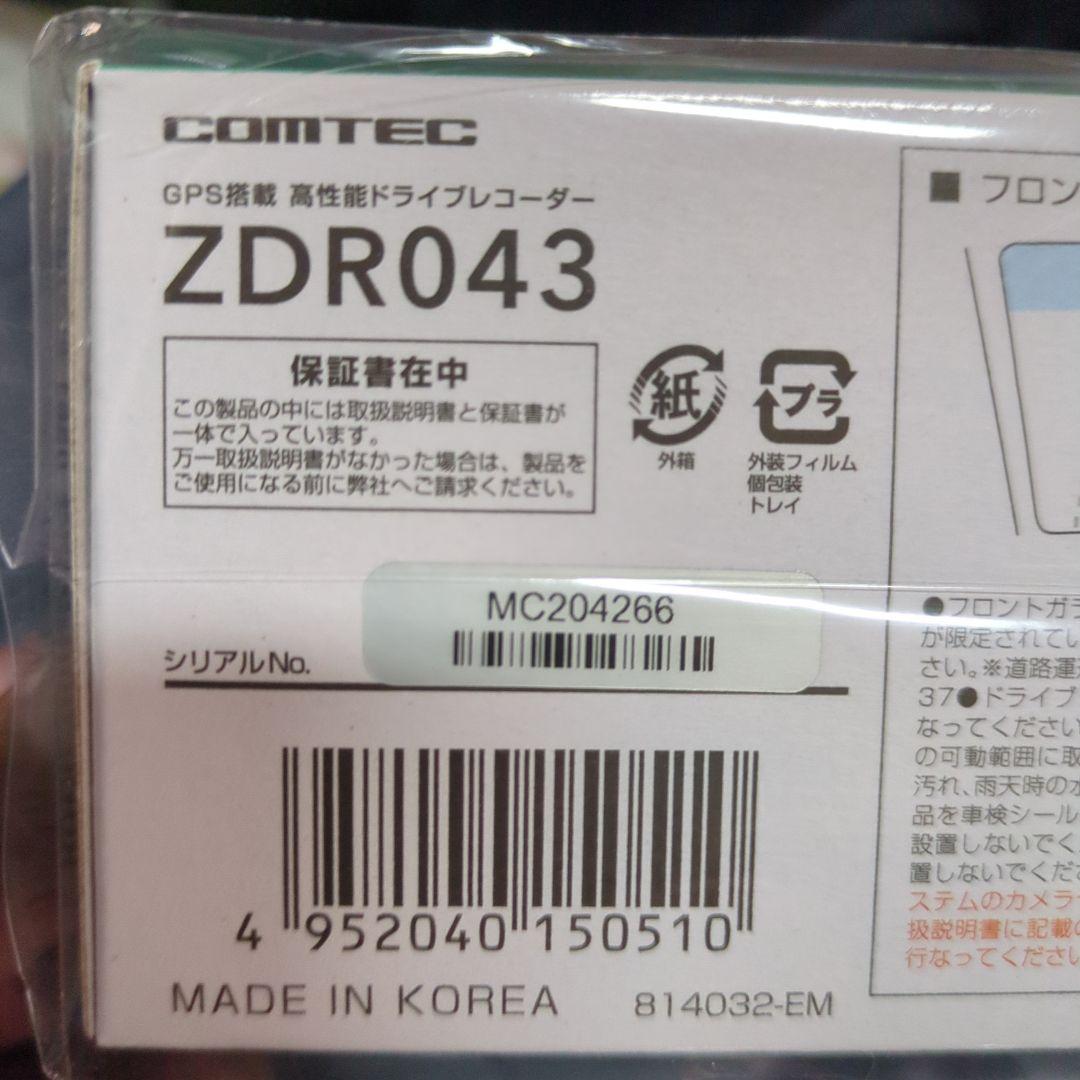 COMTEC
GPS搭載 高性能ドライブレコーダー
ZDR043
保証書在中
この製品の中には取扱説明書と保証書が
一体で入っています。
万一取扱説明書がなかった場合は、製品を
ご使用になる前に弊社へご請求ください。
紙
外箱
プラ
外装フィルム
個包装
トレイ
MC204266
シリアルNo.
4 952040 150510
MADE IN KOREA
814032-EM
■ フロン
●フロントガラ
が限定されてい
さい。※道路運
37●ドライブ
なってください
の可動範囲に取
汚れ、雨天時の水
品を車検シール
設置しないでく
置しないでくださ
ステムのカメラ
扱説明書に記載の
行なってください